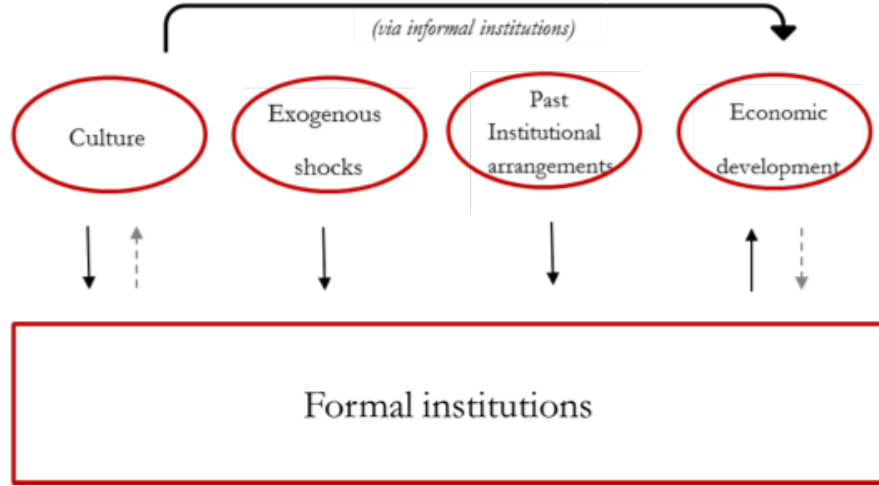 (via informal institutions)
Culture
Exogenous
shocks
Past
Institutional
arrangements
Economic
development
Formal institutions